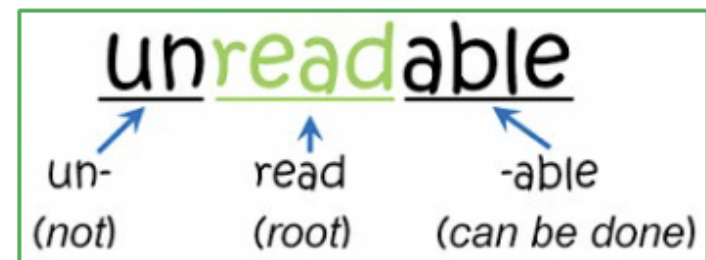 unreadable
un- read -able
(not) (root) (can be done)